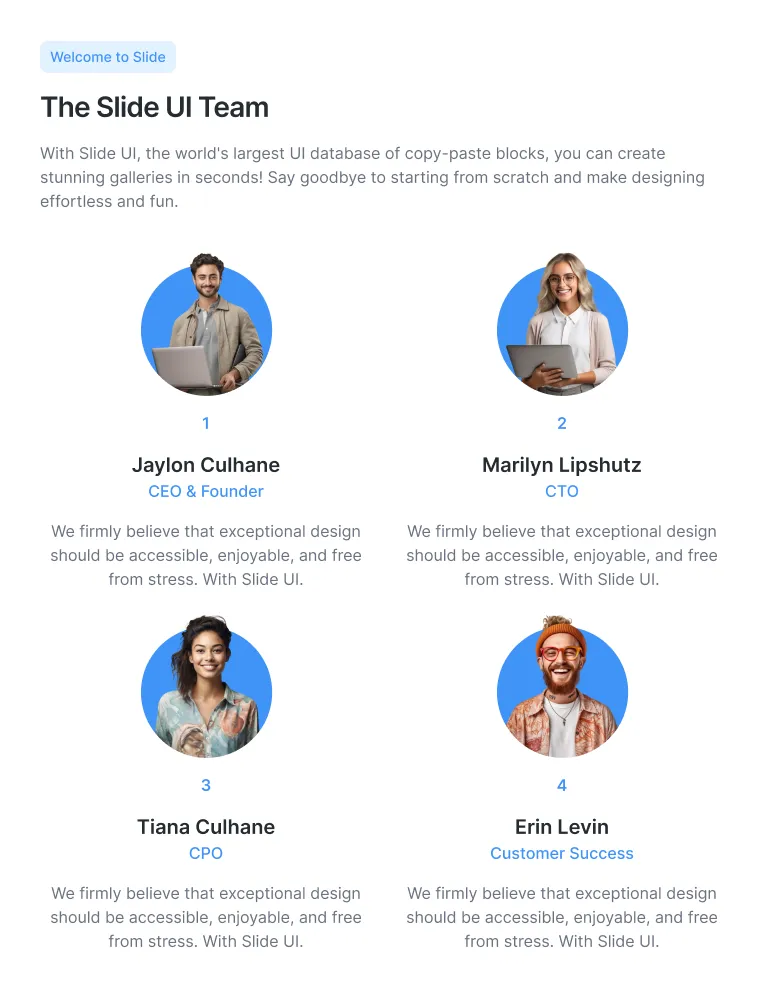 Welcome to Slide
The Slide UI Team
With Slide UI, the world's largest UI database of copy-paste blocks, you can create
stunning galleries in seconds! Say goodbye to starting from scratch and make designing
effortless and fun.
1
Jaylon Culhane
CEO & Founder
We firmly believe that exceptional design
should be accessible, enjoyable, and free
from stress. With Slide UI.
2
Marilyn Lipshutz
CTO
We firmly believe that exceptional design
should be accessible, enjoyable, and free
from stress. With Slide UI.
3
Tiana Culhane
CPO
We firmly believe that exceptional design
should be accessible, enjoyable, and free
from stress. With Slide UI.
4
Erin Levin
Customer Success
We firmly believe that exceptional design
should be accessible, enjoyable, and free
from stress. With Slide UI.